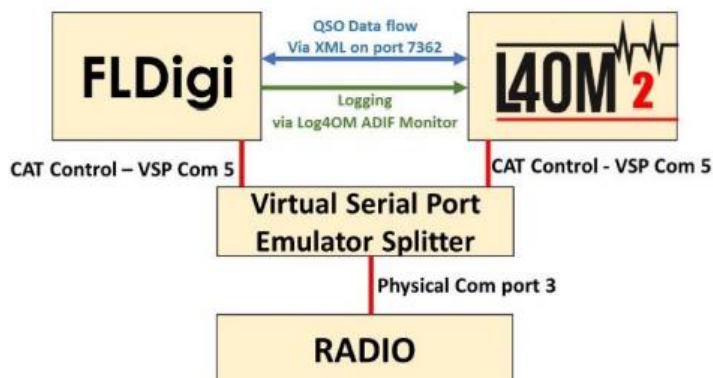 QSO Data flow
Via XML on port 7362
FLDigi
L4OM 2
Logging
via Log4OM ADIF Monitor
CAT Control – VSP Com 5
CAT Control - VSP Com 5
Virtual Serial Port
Emulator Splitter
Physical Com port 3
RADIO